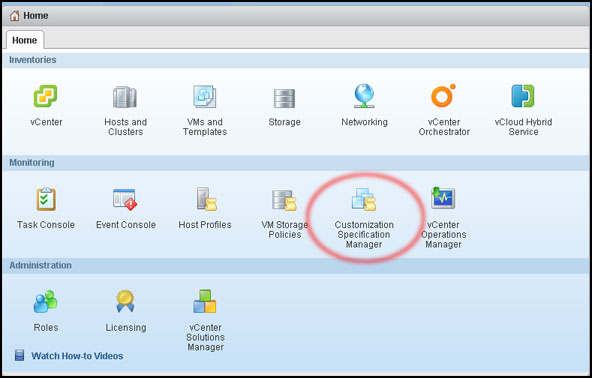 Home
Home
Inventories
vCenter
Hosts and
Clusters
VMs and
Templates
Storage
Networking
vCenter
Orchestrator
vCloud Hybrid
Service
Monitoring
Task Console
Event Console
Host Profiles
VM Storage
Policies
Customization
Specification
Manager
vCenter
Operations
Manager
Administration
Roles
Licensing
vCenter
Solutions
Manager
Watch How-to Videos